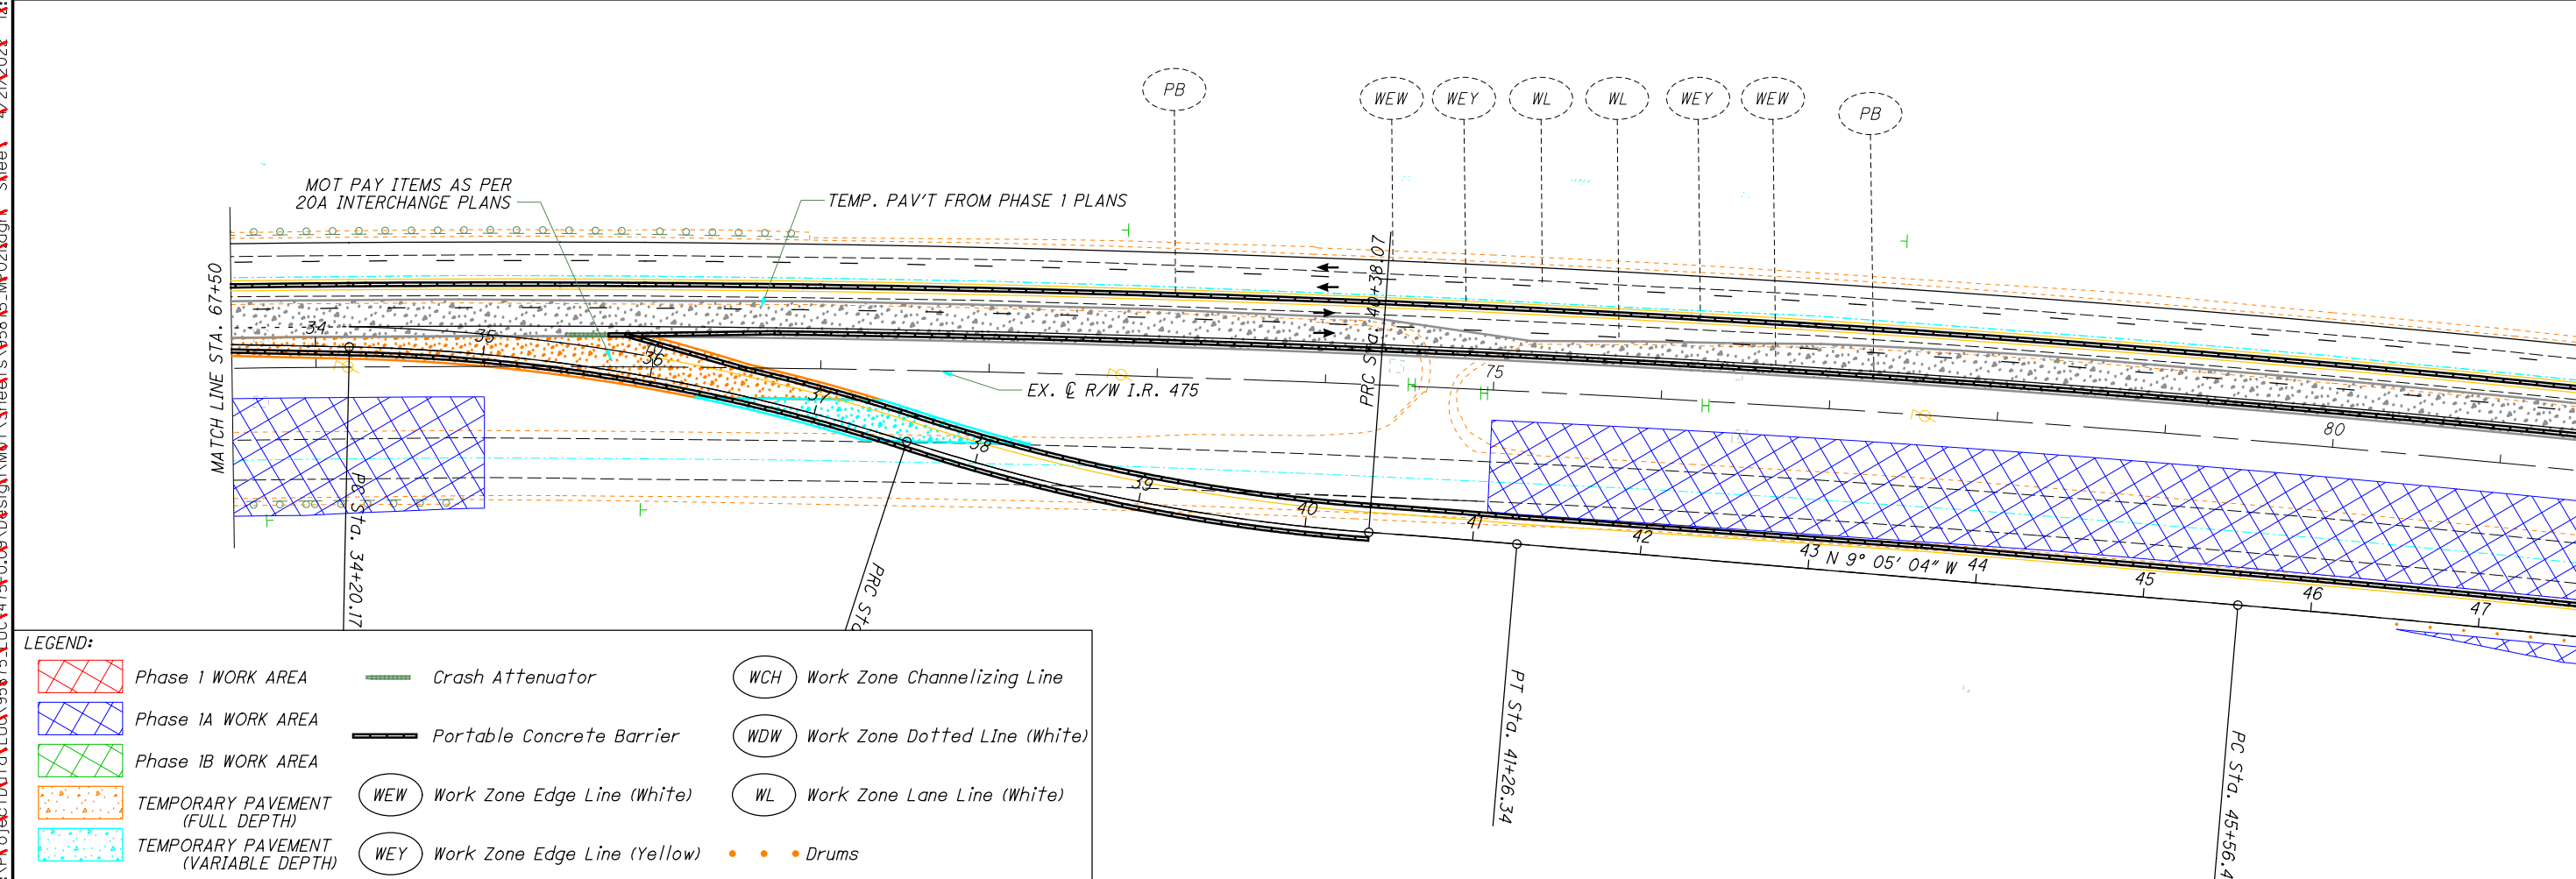 PB
WEW
WEY
WL
WL
WEY
WEW
PB
MOT PAY ITEMS AS PER
20A INTERCHANGE PLANS
TEMP. PAV'T FROM PHASE 1 PLANS
MATCH LINE STA. 67+50
34
35
36
37
38
39
40
41
42
43
44
45
46
47
75
80
EX. ℄ R/W I.R. 475
PRC Sta. 40+38.07
PC Sta. 34+20.17
PRC Sta
N 9° 05' 04" W
PT Sta. 41+26.34
PC Sta. 45+56.4
LEGEND:
Phase 1 WORK AREA
Phase 1A WORK AREA
Phase 1B WORK AREA
TEMPORARY PAVEMENT
(FULL DEPTH)
TEMPORARY PAVEMENT
(VARIABLE DEPTH)
Crash Attenuator
Portable Concrete Barrier
WEW Work Zone Edge Line (White)
WEY Work Zone Edge Line (Yellow)
WCH Work Zone Channelizing Line
WDW Work Zone Dotted LIne (White)
WL Work Zone Lane Line (White)
Drums